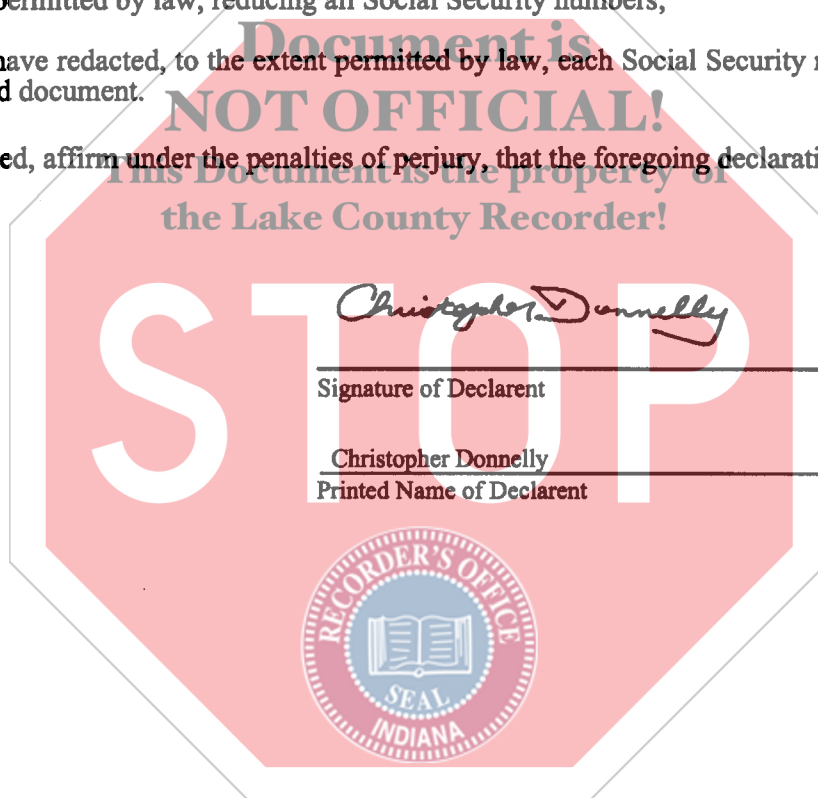 permitted by law, reducing all Social Security numbers;
Document is
have redacted, to the extent permitted by law, each Social Security
d document.
NOT OFFICIAL!
ed, affirm under the penalties of perjury, that the foregoing declarati
This Document is the property of
the Lake County Recorder!
STOP
Christopher Donnelly
Signature of Declarent
Christopher Donnelly
Printed Name of Declarent
RECORDER'S OFFICE
SEAL
INDIANA